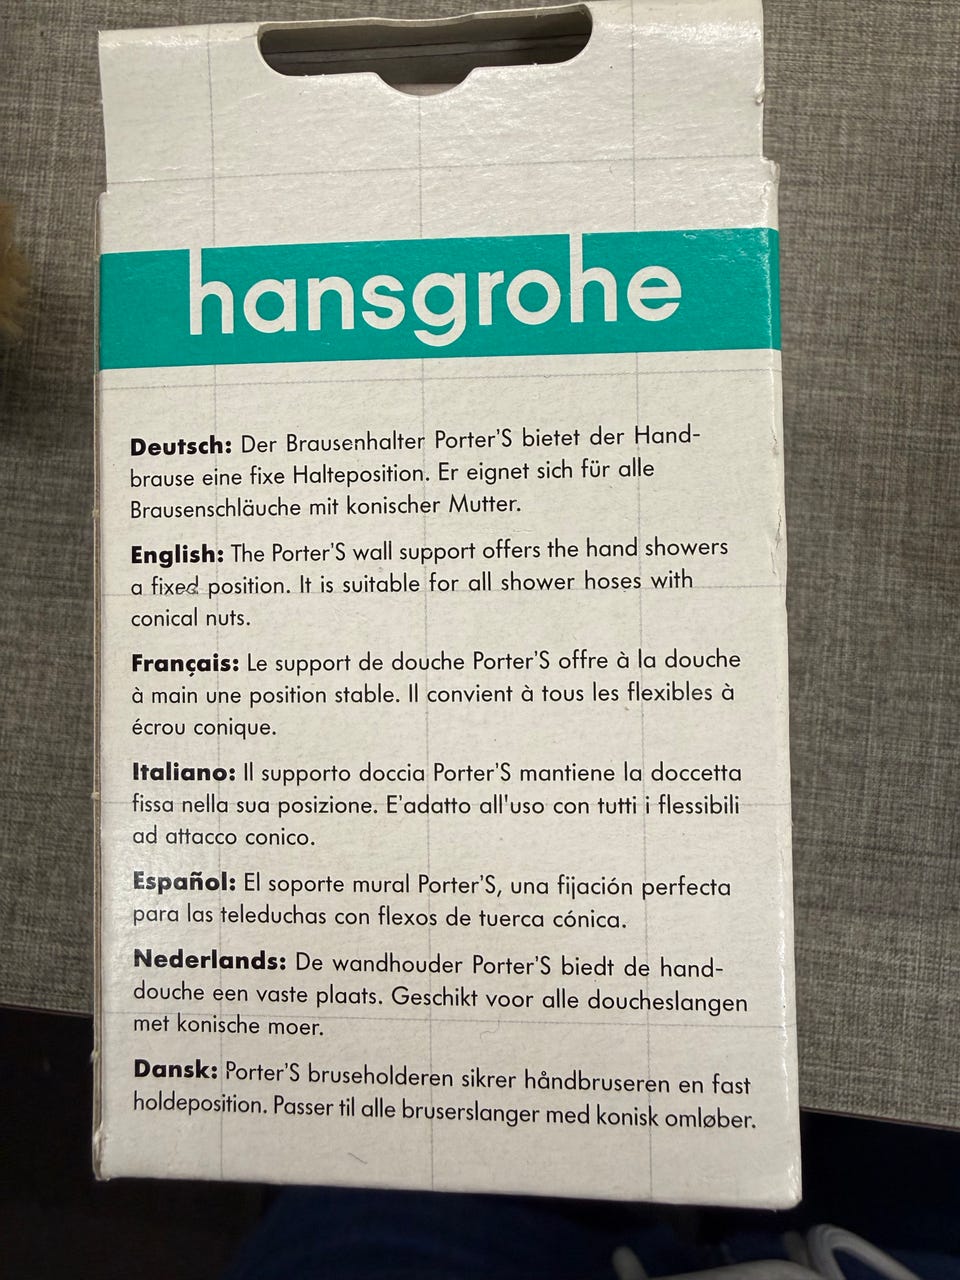 hansgrohe
Deutsch: Der Brausenhalter Porter'S bietet der Hand-
brause eine fixe Halteposition. Er eignet sich für alle
Brausenschläuche mit konischer Mutter.
English: The Porter'S wall support offers the hand showers
a fixed position. It is suitable for all shower hoses with
conical nuts.
Français: Le support de douche Porter'S offre à la douche
à main une position stable. Il convient à tous les flexibles à
écrou conique.
Italiano: Il supporto doccia Porter'S mantiene la doccetta
fissa nella sua posizione. E'adatto all'uso con tutti i flessibili
ad attacco conico.
Español: El soporte mural Porter'S, una fijación perfecta
para las teleduchas con flexos de tuerca cónica.
Nederlands: De wandhouder Porter'S biedt de hand-
douche een vaste plaats. Geschikt voor alle doucheslangen
met konische moer.
Dansk: Porter'S bruseholderen sikrer håndbruseren en fast
holdeposition. Passer til alle bruserslanger med konisk omløber.